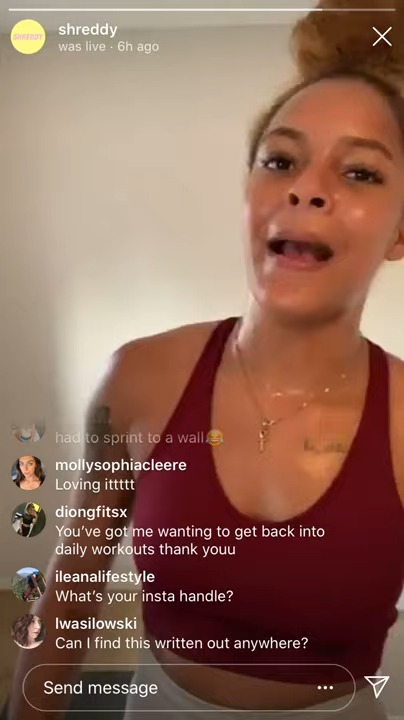 SHREDDY
shreddy
was live · 6h ago
had to sprint to a wall😂
mollysophiacleere
Loving ittttt
diongfitsx
You've got me wanting to get back into
daily workouts thank youu
ileanalifestyle
What's your insta handle?
lwasilowski
Can I find this written out anywhere?
Send message